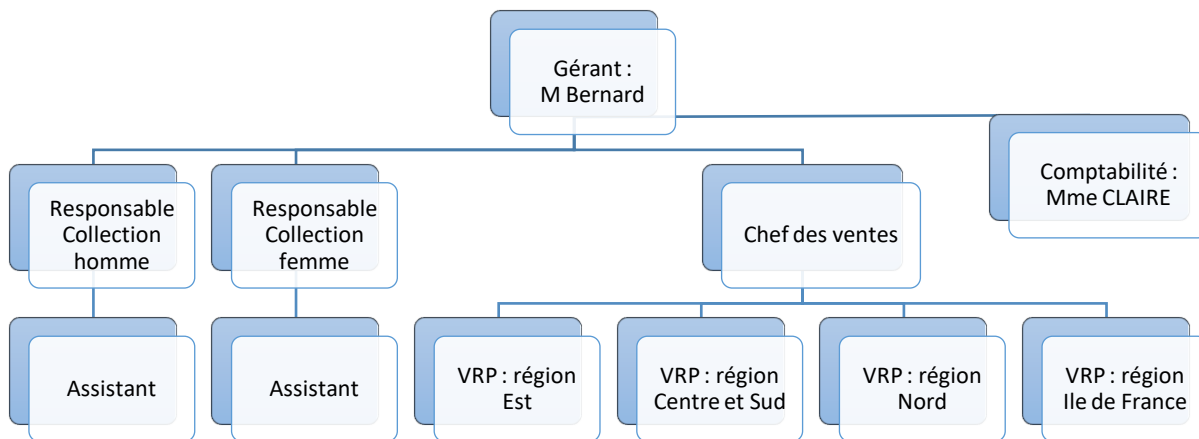 Gérant :
M Bernard
Comptabilité :
Mme CLAIRE
Responsable
Collection
homme
Responsable
Collection
femme
Chef des ventes
Assistant
Assistant
VRP : région
Est
VRP : région
Centre et Sud
VRP : région
Nord
VRP : région
Ile de France